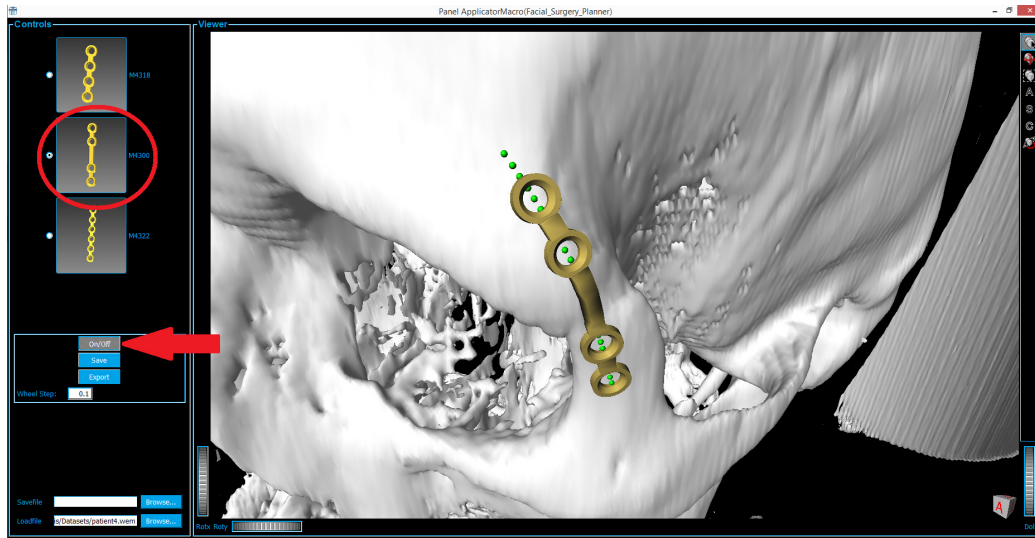 Panel ApplicatorMacro(Facial_Surgery_Planner)
Controls
Viewer
M4318
M4300
M4322
On/Off
Save
Export
Wheel Step: 0.1
Savefile Browse...
Loadfile s/Datasets/patient4.wem Browse...
Rotx Roty
A
S
C
A
Dol